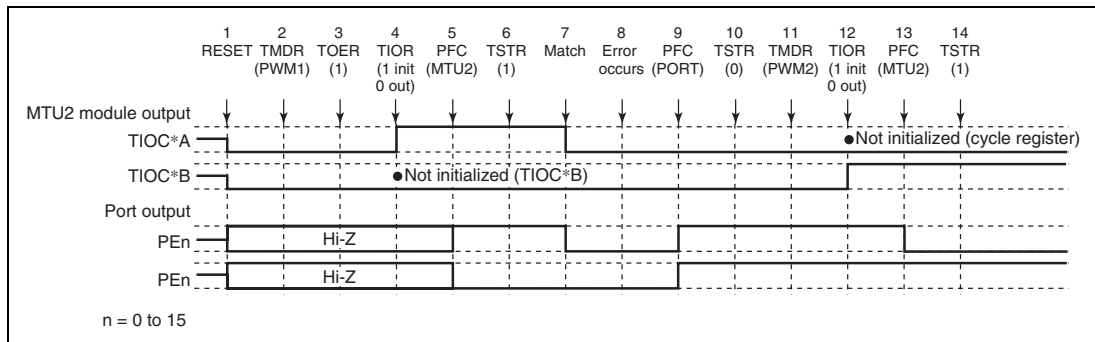 1 2 3 4 5 6 7 8 9 10 11 12 13 14
RESET TMDR TOER TIOR PFC TSTR Match Error PFC TSTR TMDR TIOR PFC TSTR
(PWM1) (1) (1 init (MTU2) (1) occurs (PORT) (0) (PWM2) (1 init (MTU2) (1)
0 out) 0 out)
MTU2 module output
TIOC*A ●Not initialized (cycle register)
TIOC*B ●Not initialized (TIOC*B)
Port output
PEn Hi-Z
PEn Hi-Z
n = 0 to 15